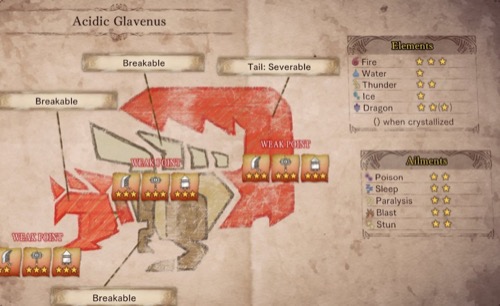 Acidic Glavenus
Breakable
Tail: Severable
Breakable
WEAK POINT
WEAK POINT
WEAK POINT
Breakable
Elements
Fire
Water
Thunder
Ice
Dragon
() when crystallized
Ailments
Poison
Sleep
Paralysis
Blast
Stun